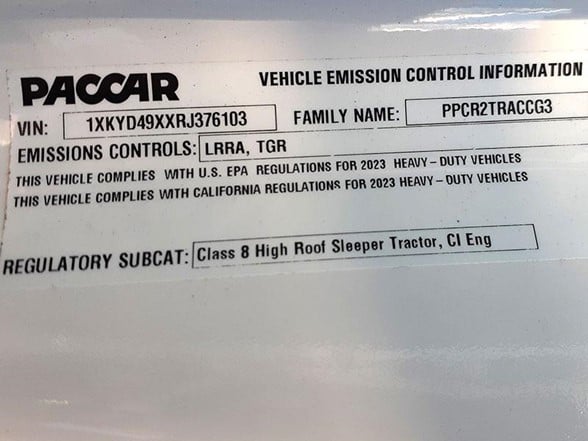 PACCAR VEHICLE EMISSION CONTROL INFORMATION
VIN: 1XKYD49XXRJ376103 FAMILY NAME: PPCR2TRACCG3
EMISSIONS CONTROLS: LRRA, TGR
THIS VEHICLE COMPLIES WITH U.S. EPA REGULATIONS FOR 2023 HEAVY-DUTY VEHICLES
THIS VEHICLE COMPLIES WITH CALIFORNIA REGULATIONS FOR 2023 HEAVY-DUTY VEHICLES
REGULATORY SUBCAT: Class 8 High Roof Sleeper Tractor, CI Eng